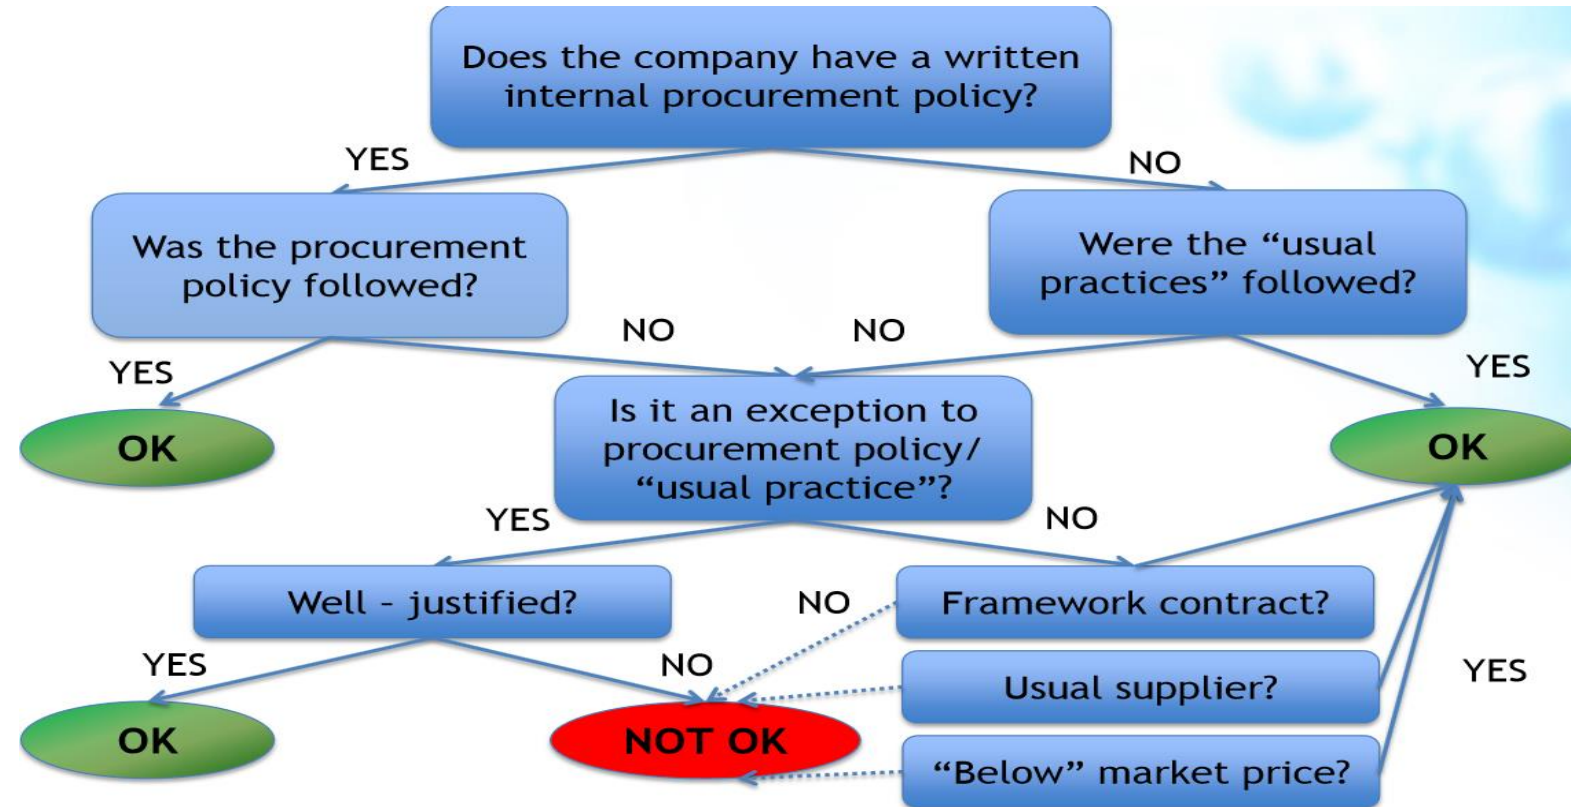 Does the company have a written
internal procurement policy?
YES
NO
Was the procurement
policy followed?
Were the “usual
practices” followed?
NO
NO
YES
YES
OK
Is it an exception to
procurement policy/
“usual practice”?
OK
YES
NO
Well - justified?
NO
Framework contract?
YES
NO
Usual supplier?
YES
OK
NOT OK
“Below” market price?